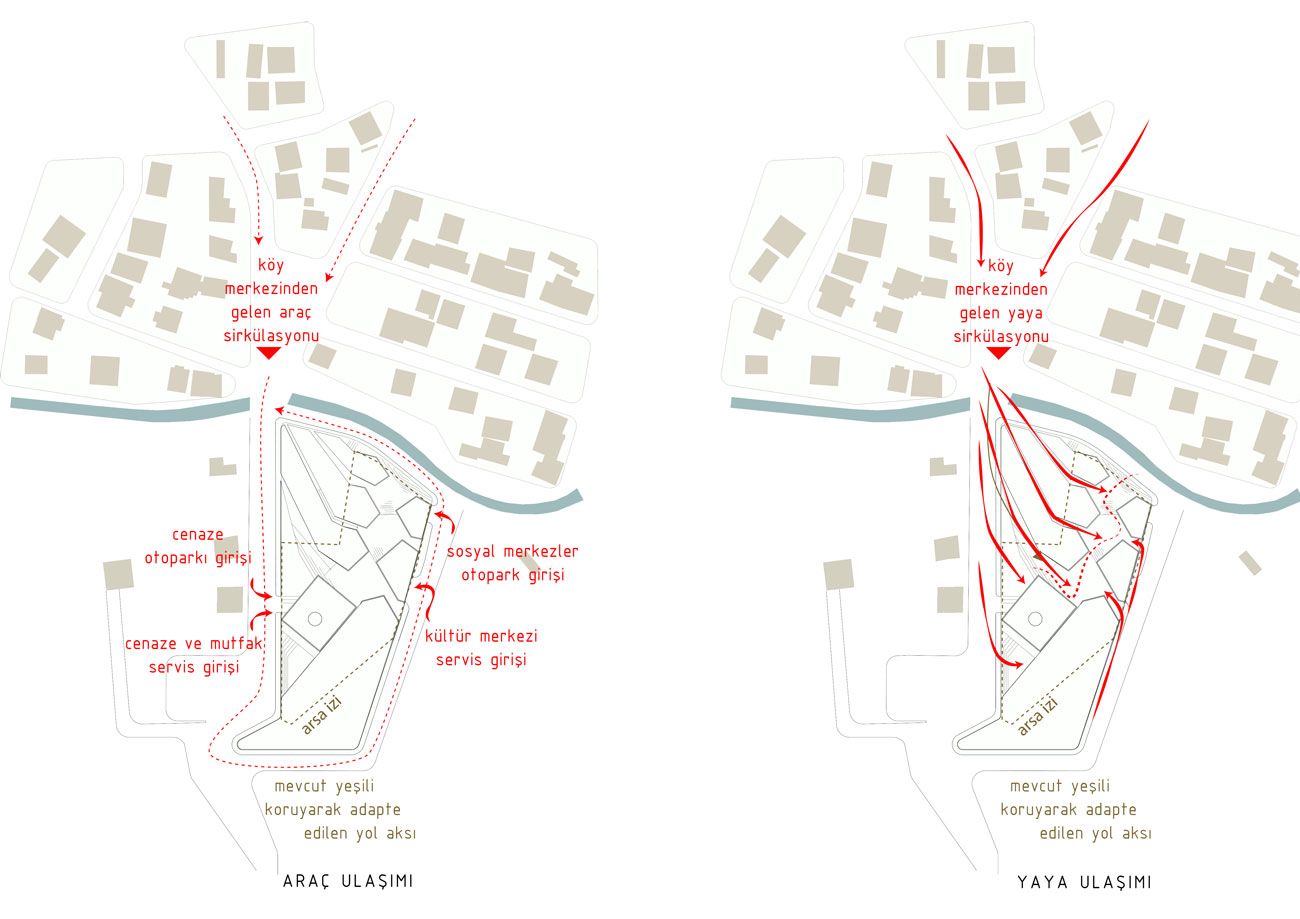 köy
merkezinden
gelen araç
sirkülasyonu
cenaze
otoparkı girişi
cenaze ve mutfak
servis girişi
sosyal merkezler
otopark girişi
kültür merkezi
servis girişi
arsa izi
mevcut yeşili
koruyarak adapte
edilen yol aksı
ARAÇ ULAŞIMI
köy
merkezinden
gelen yaya
sirkülasyonu
arsa izi
mevcut yeşili
koruyarak adapte
edilen yol aksı
YAYA ULAŞIMI